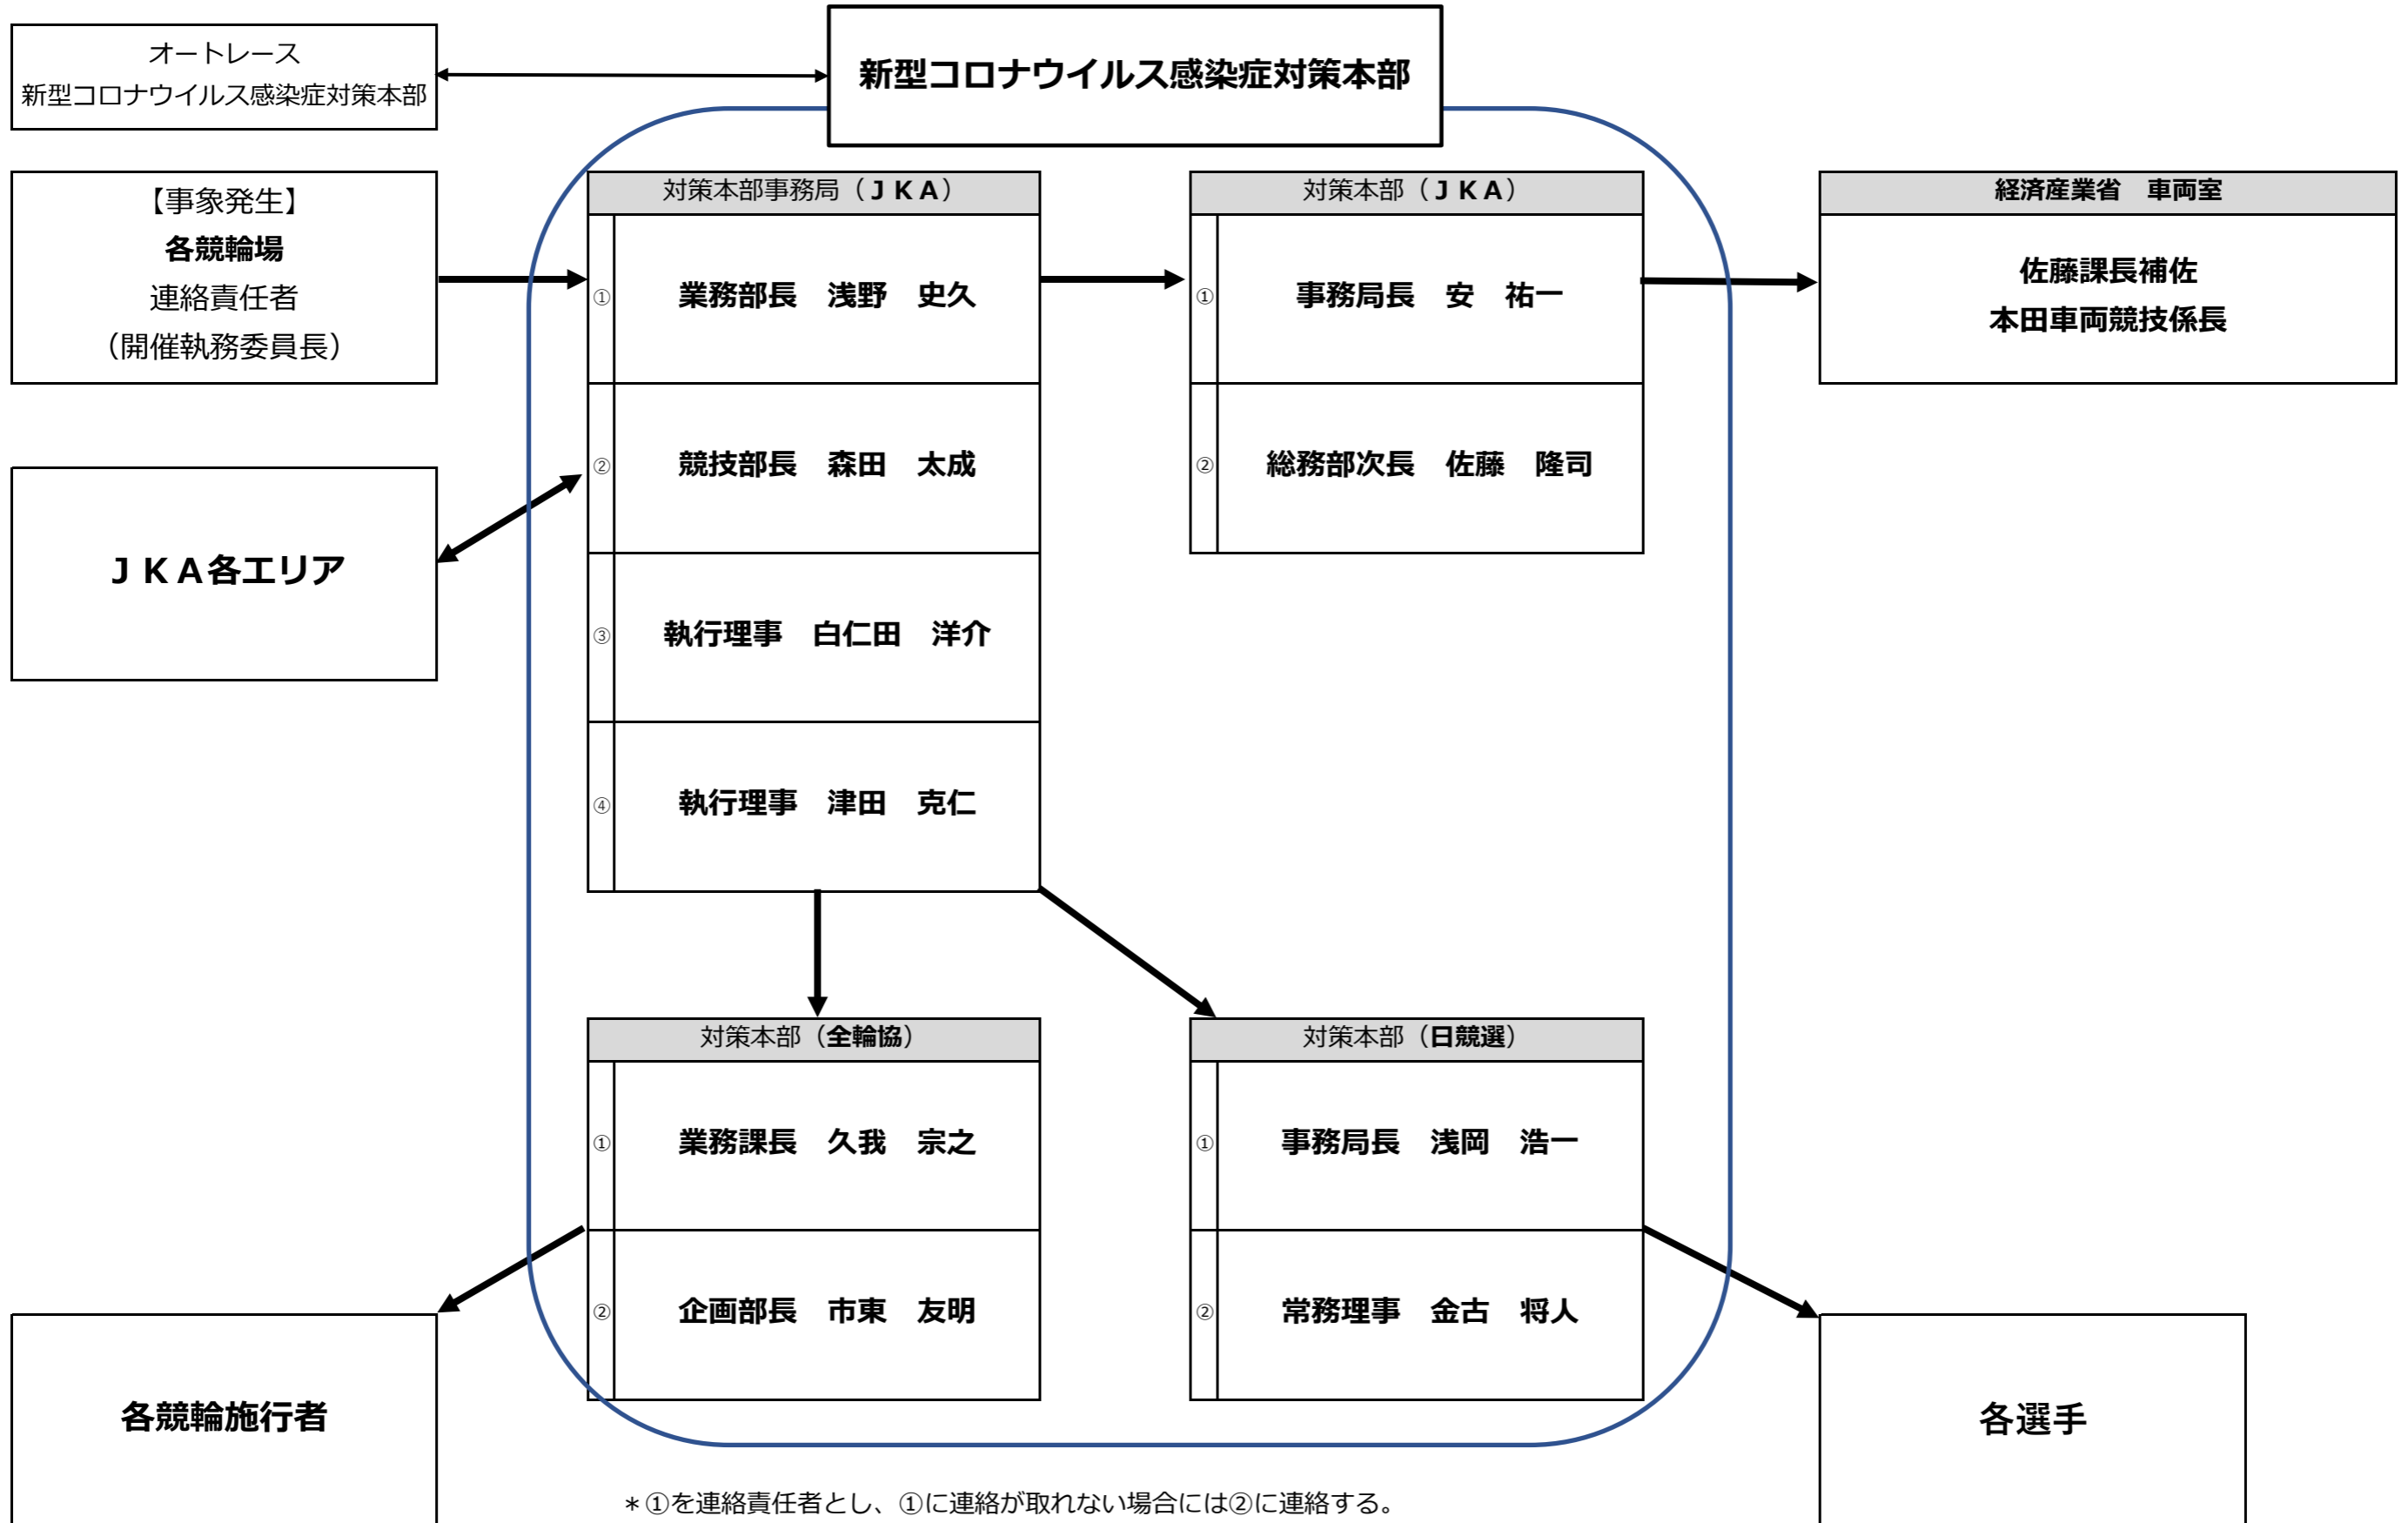 オートレース
新型コロナウイルス感染症対策本部
新型コロナウイルス感染症対策本部
【事象発生】
各競輪場
連絡責任者
（開催執務委員長）
対策本部事務局（ＪＫＡ）
① 業務部長　浅野　史久
② 競技部長　森田　太成
③ 執行理事　白仁田　洋介
④ 執行理事　津田　克仁
対策本部（ＪＫＡ）
① 事務局長　安　祐一
② 総務部次長　佐藤　隆司
経済産業省　車両室
佐藤課長補佐
本田車両競技係長
ＪＫＡ各エリア
対策本部（全輪協）
① 業務課長　久我　宗之
② 企画部長　市東　友明
対策本部（日競選）
① 事務局長　浅岡　浩一
② 常務理事　金古　将人
各競輪施行者
各選手
＊①を連絡責任者とし、①に連絡が取れない場合には②に連絡する。